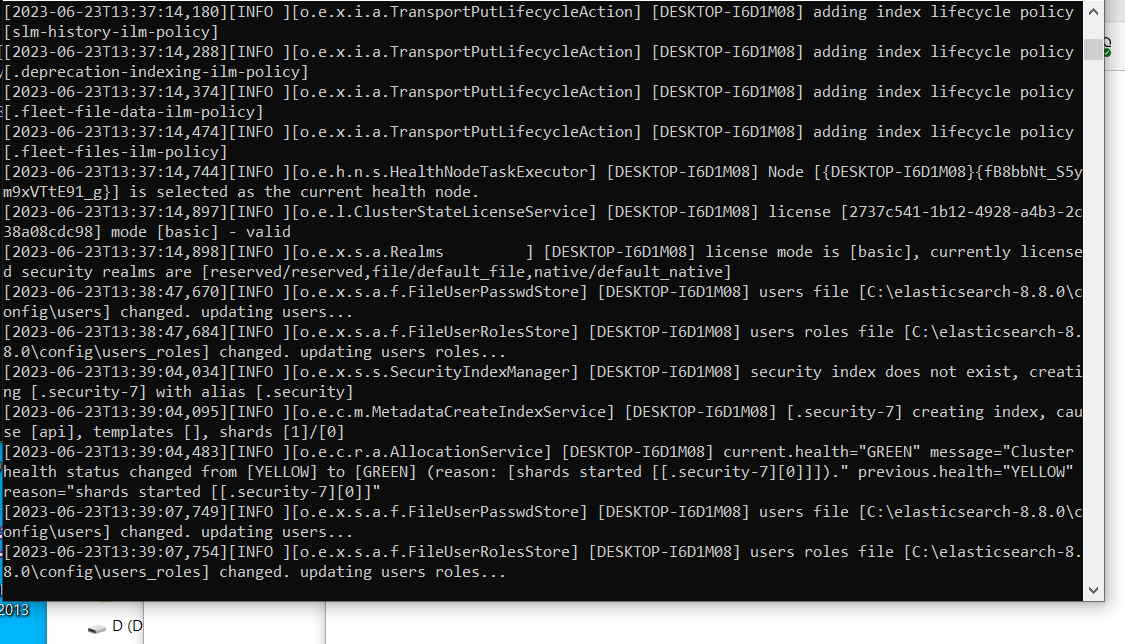 [2023-06-23T13:37:14,180][INFO ][o.e.x.i.a.TransportPutLifecycleAction] [DESKTOP-I6D1M08] adding index lifecycle policy
[slm-history-ilm-policy]
[2023-06-23T13:37:14,288][INFO ][o.e.x.i.a.TransportPutLifecycleAction] [DESKTOP-I6D1M08] adding index lifecycle policy
[.deprecation-indexing-ilm-policy]
[2023-06-23T13:37:14,374][INFO ][o.e.x.i.a.TransportPutLifecycleAction] [DESKTOP-I6D1M08] adding index lifecycle policy
[.fleet-file-data-ilm-policy]
[2023-06-23T13:37:14,474][INFO ][o.e.x.i.a.TransportPutLifecycleAction] [DESKTOP-I6D1M08] adding index lifecycle policy
[.fleet-files-ilm-policy]
[2023-06-23T13:37:14,744][INFO ][o.e.h.n.s.HealthNodeTaskExecutor] [DESKTOP-I6D1M08] Node [{DESKTOP-I6D1M08}{fB8bbNt_S5y
m9xVTtE91_g}] is selected as the current health node.
[2023-06-23T13:37:14,897][INFO ][o.e.l.ClusterStateLicenseService] [DESKTOP-I6D1M08] license [2737c541-1b12-4928-a4b3-2c
38a08cdc98] mode [basic] - valid
[2023-06-23T13:37:14,898][INFO ][o.e.x.s.a.Realms         ] [DESKTOP-I6D1M08] license mode is [basic], currently license
d security realms are [reserved/reserved,file/default_file,native/default_native]
[2023-06-23T13:38:47,670][INFO ][o.e.x.s.a.f.FileUserPasswdStore] [DESKTOP-I6D1M08] users file [C:\elasticsearch-8.8.0\c
onfig\users] changed. updating users...
[2023-06-23T13:38:47,684][INFO ][o.e.x.s.a.f.FileUserRolesStore] [DESKTOP-I6D1M08] users roles file [C:\elasticsearch-8.
8.0\config\users_roles] changed. updating users roles...
[2023-06-23T13:39:04,034][INFO ][o.e.x.s.s.SecurityIndexManager] [DESKTOP-I6D1M08] security index does not exist, creati
ng [.security-7] with alias [.security]
[2023-06-23T13:39:04,095][INFO ][o.e.c.m.MetadataCreateIndexService] [DESKTOP-I6D1M08] [.security-7] creating index, cau
se [api], templates [], shards [1]/[0]
[2023-06-23T13:39:04,483][INFO ][o.e.c.r.a.AllocationService] [DESKTOP-I6D1M08] current.health="GREEN" message="Cluster
health status changed from [YELLOW] to [GREEN] (reason: [shards started [[.security-7][0]]])." previous.health="YELLOW"
reason="shards started [[.security-7][0]]"
[2023-06-23T13:39:07,749][INFO ][o.e.x.s.a.f.FileUserPasswdStore] [DESKTOP-I6D1M08] users file [C:\elasticsearch-8.8.0\c
onfig\users] changed. updating users...
[2023-06-23T13:39:07,754][INFO ][o.e.x.s.a.f.FileUserRolesStore] [DESKTOP-I6D1M08] users roles file [C:\elasticsearch-8.
8.0\config\users_roles] changed. updating users roles...
2013
D (D